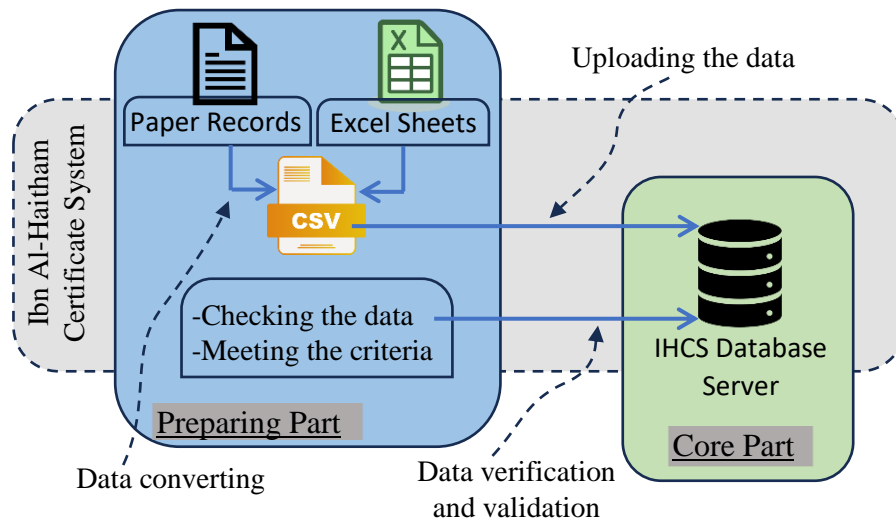 Uploading the data
Paper Records
Excel Sheets
X
CSV
Ibn Al-Haitham
Certificate System
-Checking the data
-Meeting the criteria
IHCS Database
Server
Preparing Part
Core Part
Data converting
Data verification
and validation